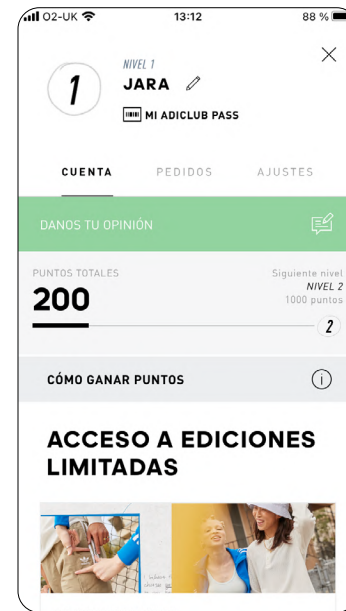 O2-UK 13:12 88 %
1
NIVEL 1
JARA
MI ADICLUB PASS
CUENTA PEDIDOS AJUSTES
DANOS TU OPINIÓN
PUNTOS TOTALES
200
Siguiente nivel
NIVEL 2
1000 puntos
2
CÓMO GANAR PUNTOS
ACCESO A EDICIONES
LIMITADAS